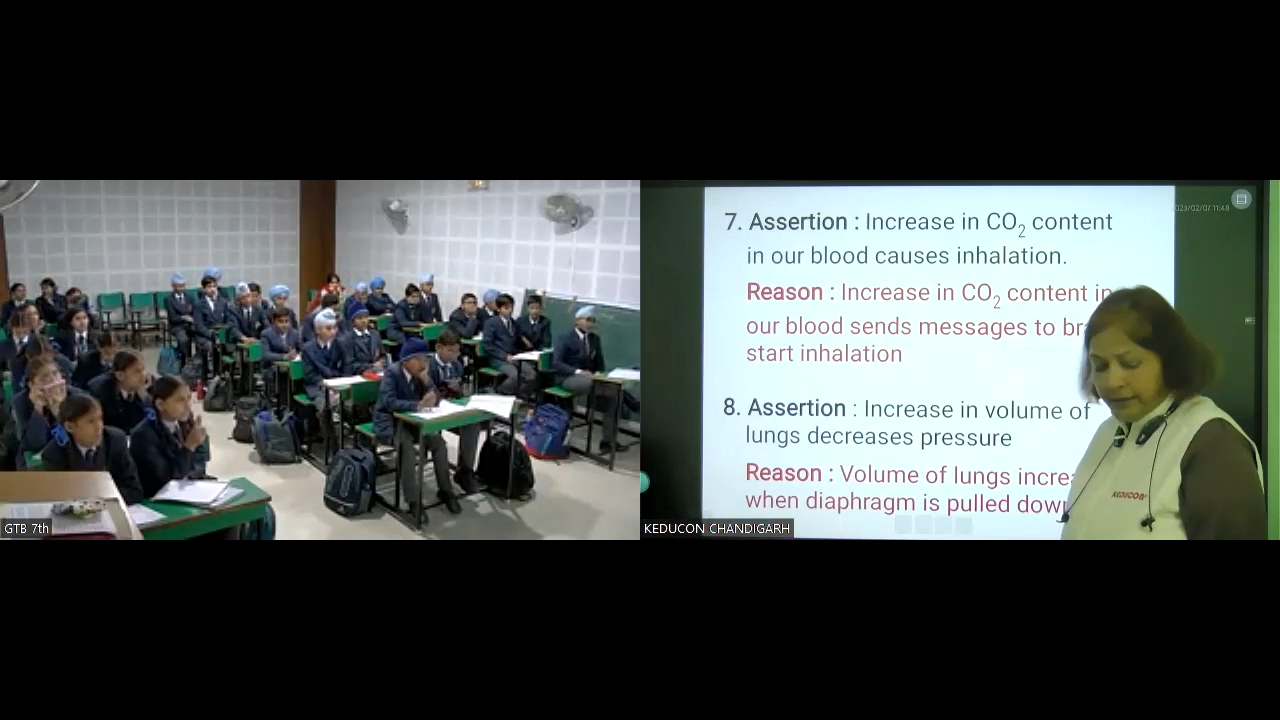 7. Assertion : Increase in CO₂ content
in our blood causes inhalation.
Reason : Increase in CO₂ content in
our blood sends messages to
start inhalation
8. Assertion : Increase in volume of
lungs decreases pressure
Reason : Volume of lungs
when diaphragm is pulled
KEDUCON
GTB 7th
KEDUCON CHANDIGARH